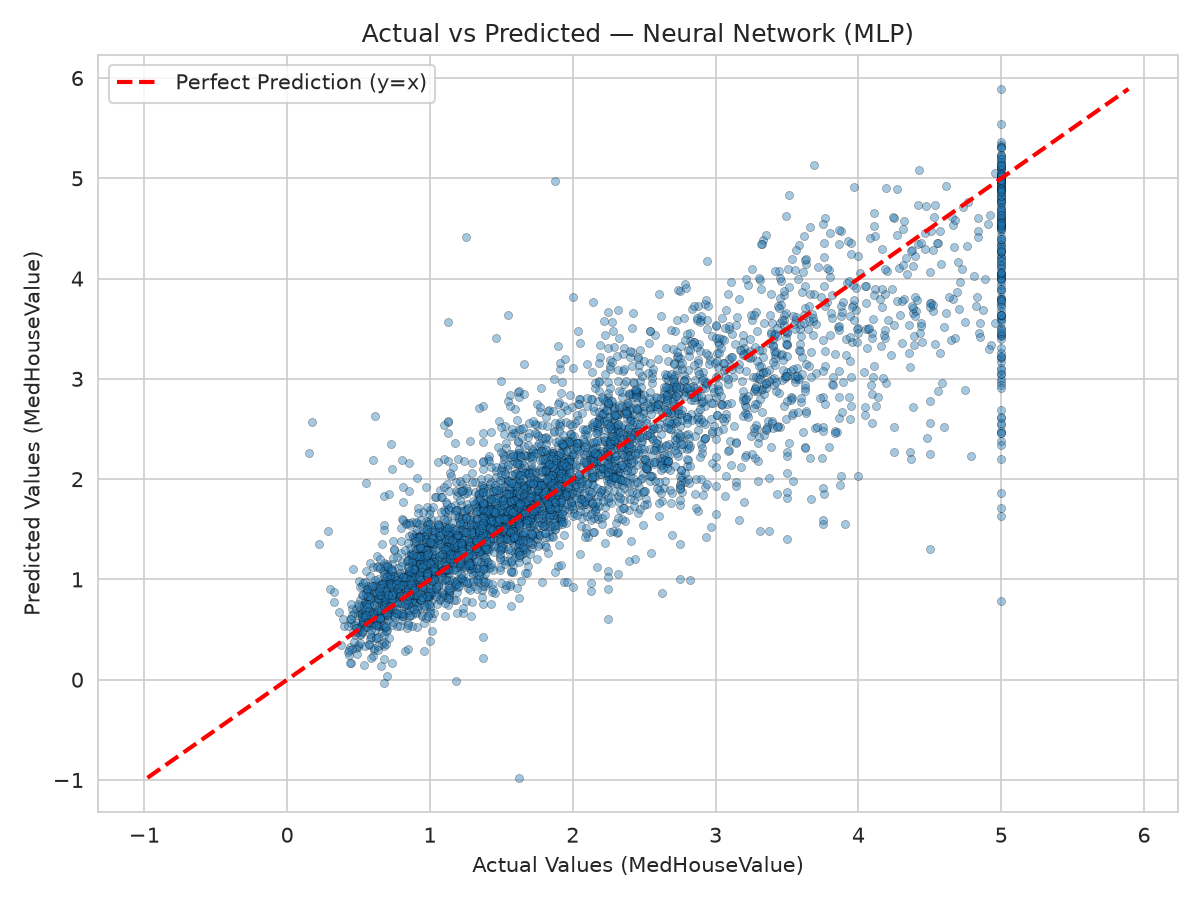 Actual vs Predicted — Neural Network (MLP)
Perfect Prediction (y=x)
Predicted Values (MedHouseValue)
6
5
4
3
2
1
0
−1
−1 0 1 2 3 4 5 6
Actual Values (MedHouseValue)